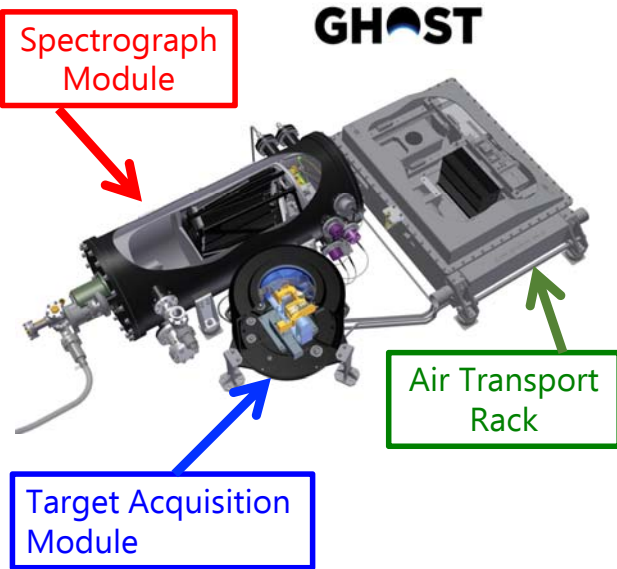 GHOST
Spectrograph
Module
Air Transport
Rack
Target Acquisition
Module